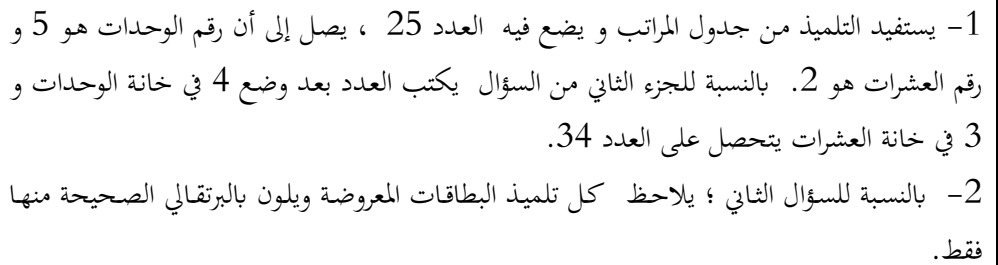 1- يستفيد التلميذ من جدول المراتب و يضع فيه العدد 25 ، يصل إلى أن رقم الوحدات هو 5 و
رقم العشرات هو 2. بالنسبة للجزء الثاني من السؤال يكتب العدد بعد وضع 4 في خانة الوحدات و
3 في خانة العشرات يتحصل على العدد 34.
2- بالنسبة للسؤال الثاني ؛ يلاحظ كل تلميذ البطاقات المعروضة ويلون بالبرتقالي الصحيحة منها
فقط.